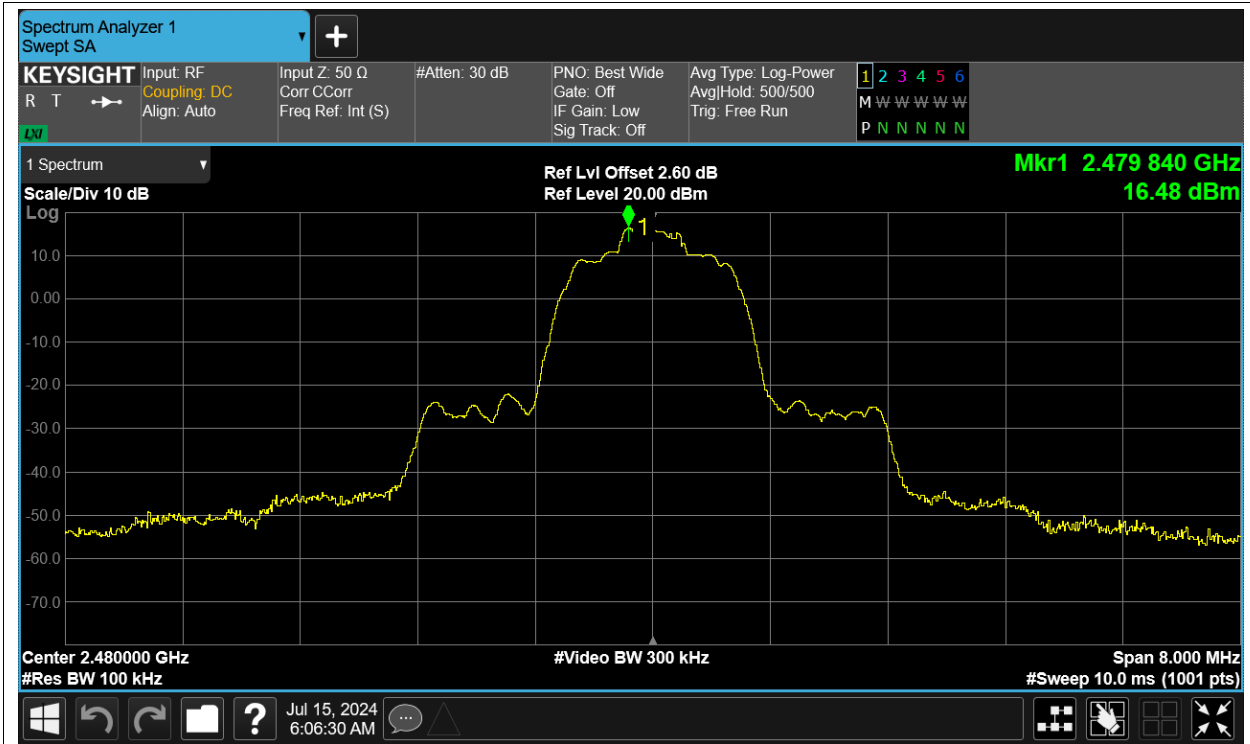 Spectrum Analyzer 1
Swept SA
+
KEYSIGHT
R T
LXI
Input: RF
Coupling: DC
Align: Auto
Input Z: 50 Ω
Corr CCorr
Freq Ref: Int (S)
#Atten: 30 dB
PNO: Best Wide
Gate: Off
IF Gain: Low
Sig Track: Off
Avg Type: Log-Power
Avg|Hold: 500/500
Trig: Free Run
1 2 3 4 5 6
M W W W W W
P N N N N N
1 Spectrum
Scale/Div 10 dB
Log
Ref Lvl Offset 2.60 dB
Ref Level 20.00 dBm
Mkr1 2.479 840 GHz
16.48 dBm
1
10.0
0.00
-10.0
-20.0
-30.0
-40.0
-50.0
-60.0
-70.0
Center 2.480000 GHz
#Res BW 100 kHz
#Video BW 300 kHz
Span 8.000 MHz
#Sweep 10.0 ms (1001 pts)
?
Jul 15, 2024
6:06:30 AM